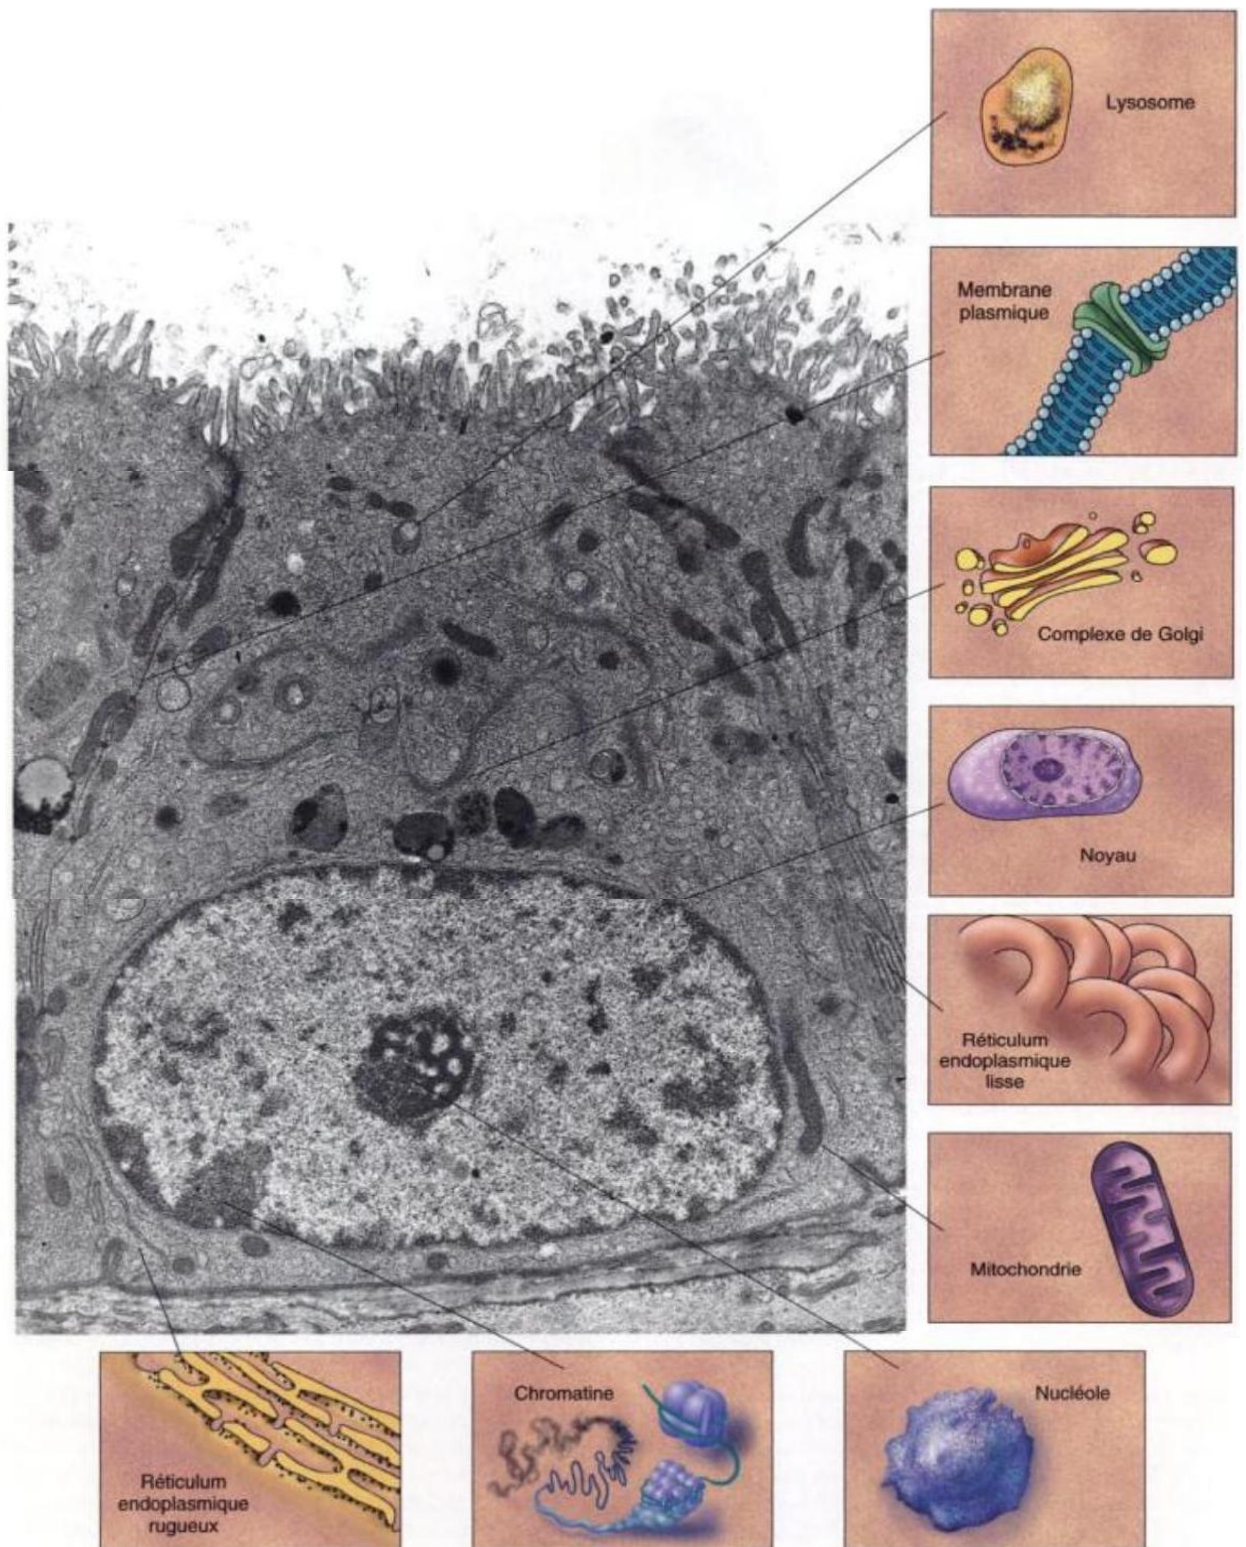 Lysosome
Membrane
plasmique
Complexe de Golgi
Noyau
Réticulum
endoplasmique
lisse
Mitochondrie
Réticulum
endoplasmique
rugueux
Chromatine
Nucléole